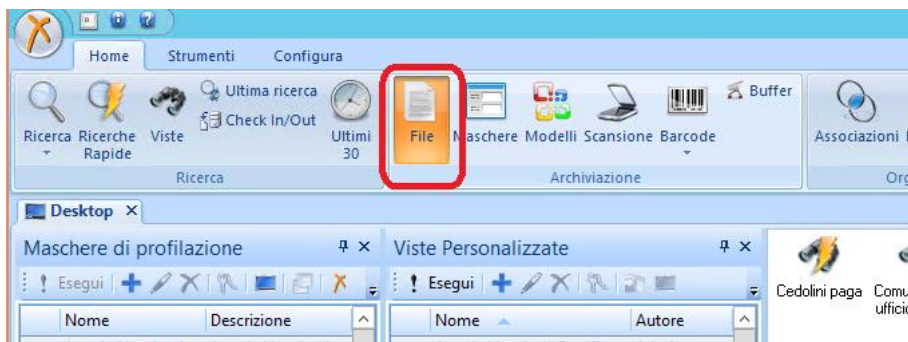 Home Strumenti Configura
Ricerca Ricerche Rapide Viste Ultima ricerca Check In/Out Ultimi 30
File Maschere Modelli Scansione Barcode Buffer
Associazioni
Ricerca Archiviazione
Desktop
Maschere di profilazione Viste Personalizzate
Esegui Esegui
Cedolini paga
Nome Descrizione Nome Autore